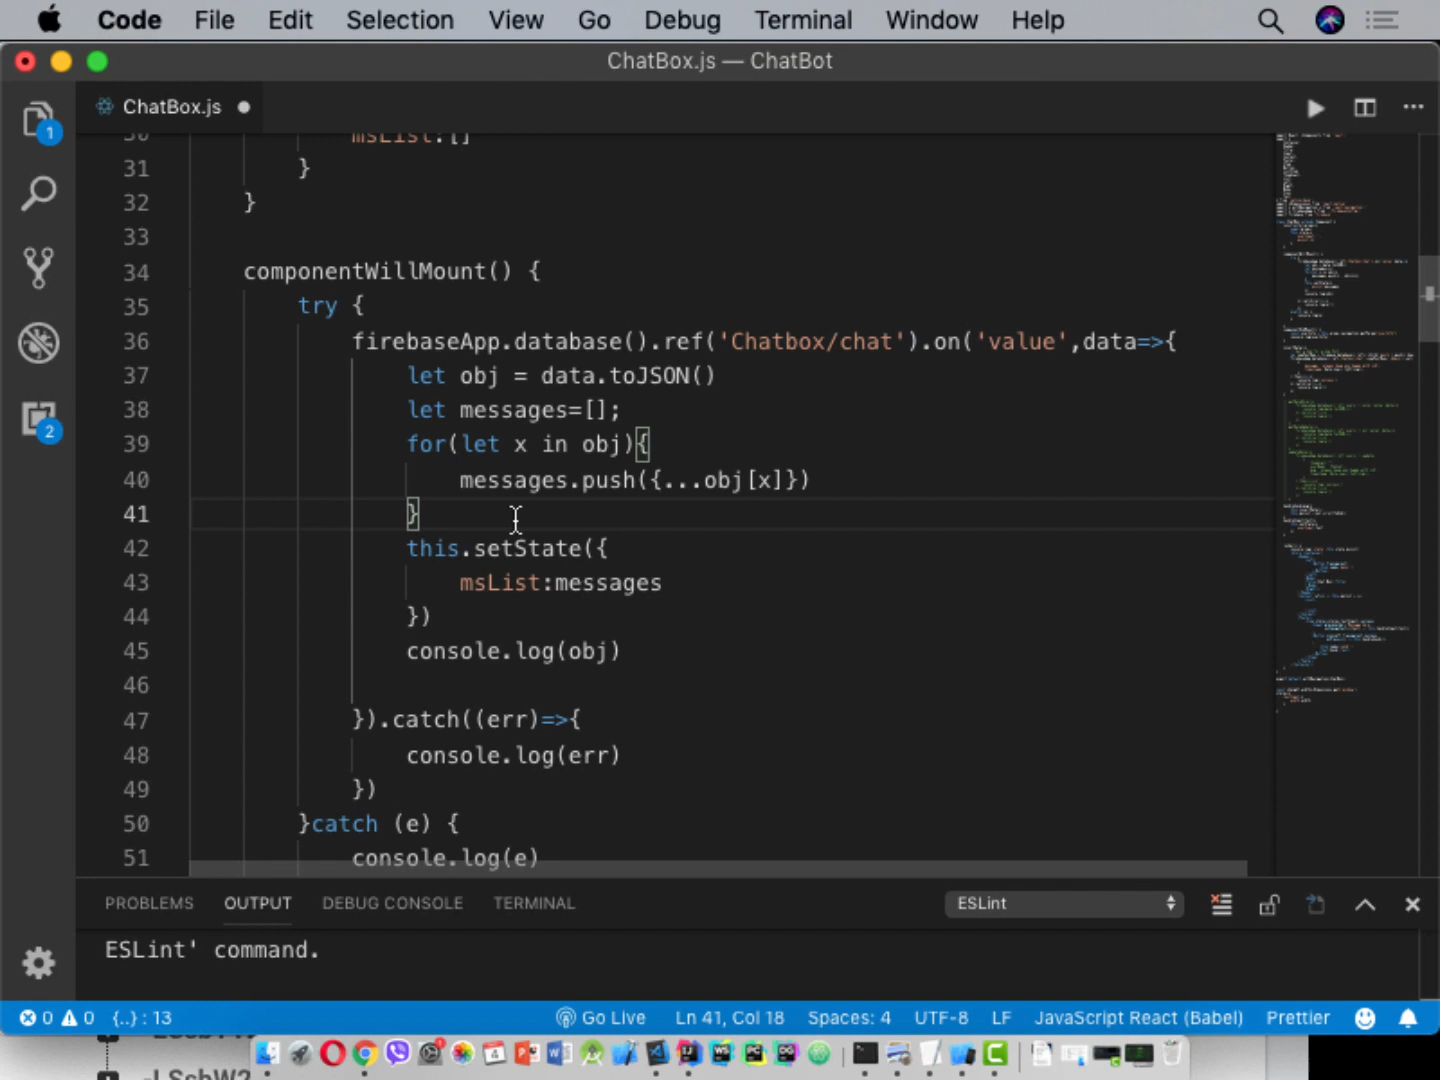 Code File Edit Selection View Go Debug Terminal Window Help
ChatBox.js — ChatBot
ChatBox.js
1
2
30 msList:[]
31 }
32 }
33
34 componentWillMount() {
35 try {
36 firebaseApp.database().ref('Chatbox/chat').on('value',data=>{
37 let obj = data.toJSON()
38 let messages=[];
39 for(let x in obj){
40 messages.push({...obj[x]})
41 }
42 this.setState({
43 msList:messages
44 })
45 console.log(obj)
46
47 }).catch((err)=>{
48 console.log(err)
49 })
50 }catch (e) {
51 console.log(e)
PROBLEMS OUTPUT DEBUG CONSOLE TERMINAL ESLint
ESLint' command.
0 0 {..} : 13 Go Live Ln 41, Col 18 Spaces: 4 UTF-8 LF JavaScript React (Babel) Prettier